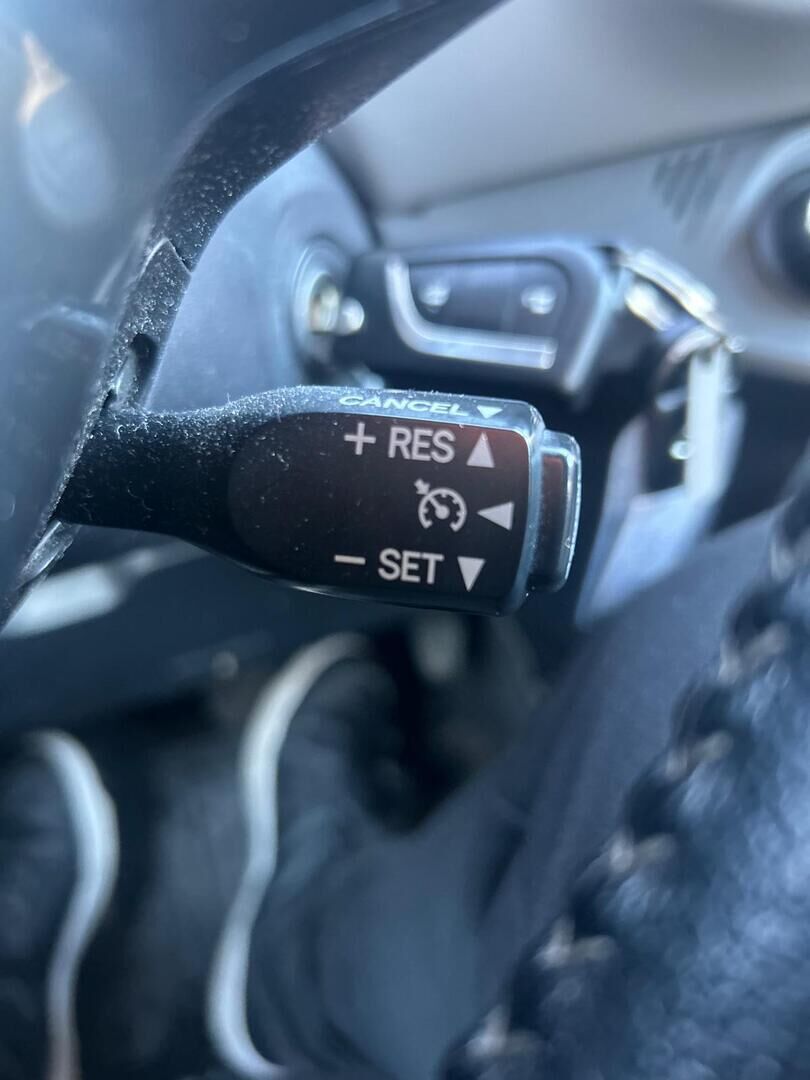 CANCEL ▼
+ RES ▲
◀
– SET ▼